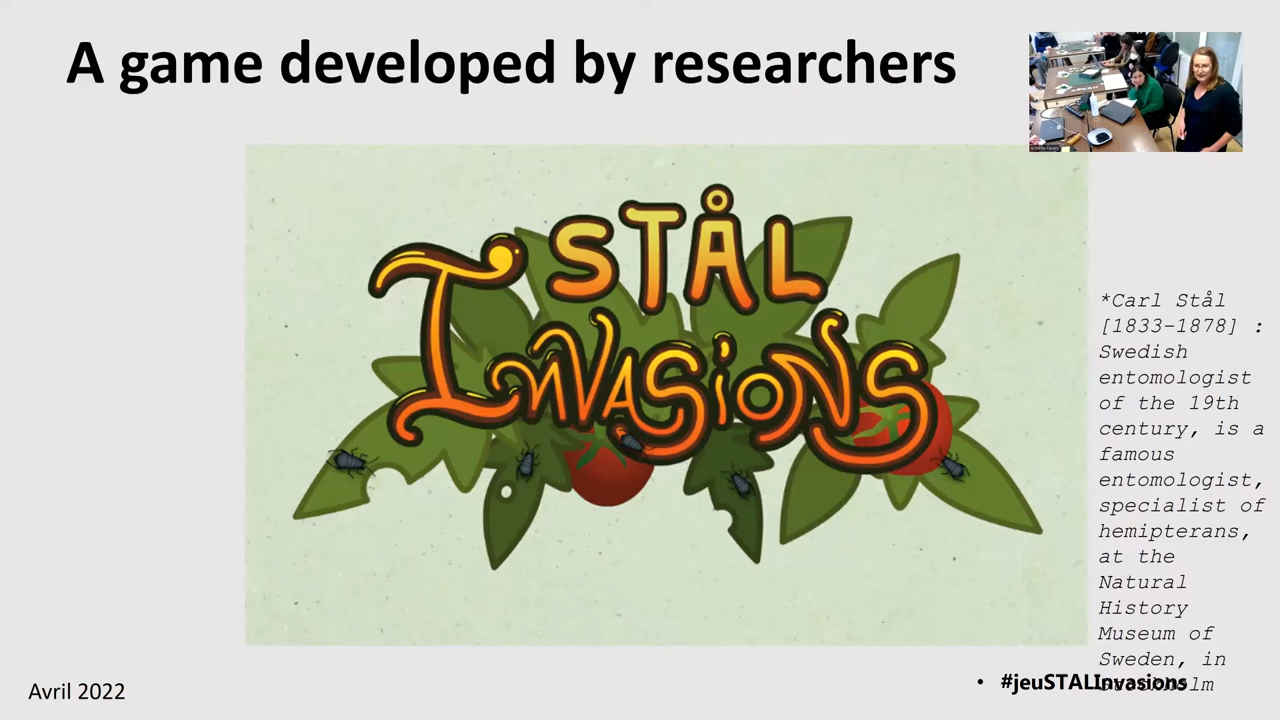 A game developed by researchers
STÅL
INVASIONS
*Carl Stål
[1833-1878] :
Swedish
entomologist
of the 19th
century, is a
famous
entomologist,
specialist of
hemipterans,
at the
Natural
History
Museum of
Sweden, in
Stockholm
• #jeuSTALInvasions
Avril 2022